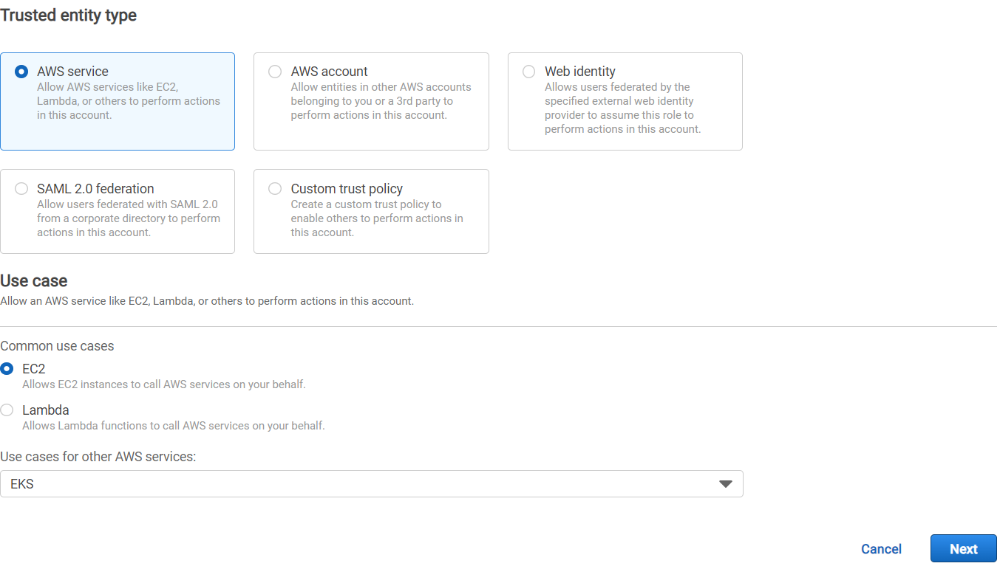 Trusted entity type
AWS service
Allow AWS services like EC2,
Lambda, or others to perform actions
in this account.
AWS account
Allow entities in other AWS accounts
belonging to you or a 3rd party to
perform actions in this account.
Web identity
Allows users federated by the
specified external web identity
provider to assume this role to
perform actions in this account.
SAML 2.0 federation
Allow users federated with SAML 2.0
from a corporate directory to perform
actions in this account.
Custom trust policy
Create a custom trust policy to
enable others to perform actions in
this account.
Use case
Allow an AWS service like EC2, Lambda, or others to perform actions in this account.
Common use cases
EC2
Allows EC2 instances to call AWS services on your behalf.
Lambda
Allows Lambda functions to call AWS services on your behalf.
Use cases for other AWS services:
EKS
Cancel
Next